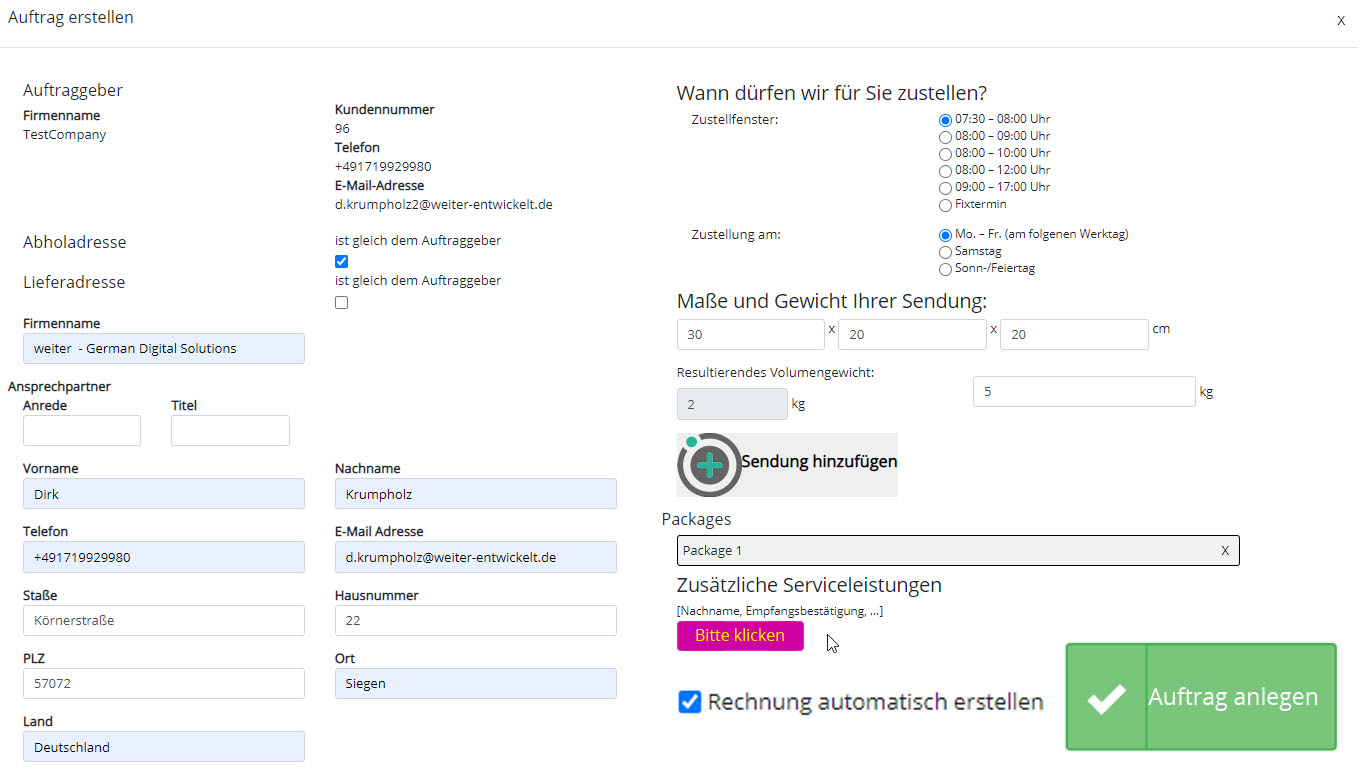 Auftrag erstellen
X
Auftraggeber
Firmenname
TestCompany
Kundennummer
96
Telefon
+491719929980
E-Mail-Adresse
d.krumpholz2@weiter-entwickelt.de
Abholadresse
ist gleich dem Auftraggeber
Lieferadresse
ist gleich dem Auftraggeber
Firmenname
weiter - German Digital Solutions
Ansprechpartner
Anrede Titel
Vorname Nachname
Dirk Krumpholz
Telefon E-Mail Adresse
+491719929980 d.krumpholz@weiter-entwickelt.de
Staße Hausnummer
Körnerstraße 22
PLZ Ort
57072 Siegen
Land
Deutschland
Wann dürfen wir für Sie zustellen?
Zustellfenster:
07:30 – 08:00 Uhr
08:00 – 09:00 Uhr
08:00 – 10:00 Uhr
08:00 – 12:00 Uhr
09:00 – 17:00 Uhr
Fixtermin
Zustellung am:
Mo. – Fr. (am folgenen Werktag)
Samstag
Sonn-/Feiertag
Maße und Gewicht Ihrer Sendung:
30 x 20 x 20 cm
Resultierendes Volumengewicht:
2 kg 5 kg
Sendung hinzufügen
Packages
Package 1 X
Zusätzliche Serviceleistungen
[Nachname, Empfangsbestätigung, ...]
Bitte klicken
Rechnung automatisch erstellen
Auftrag anlegen